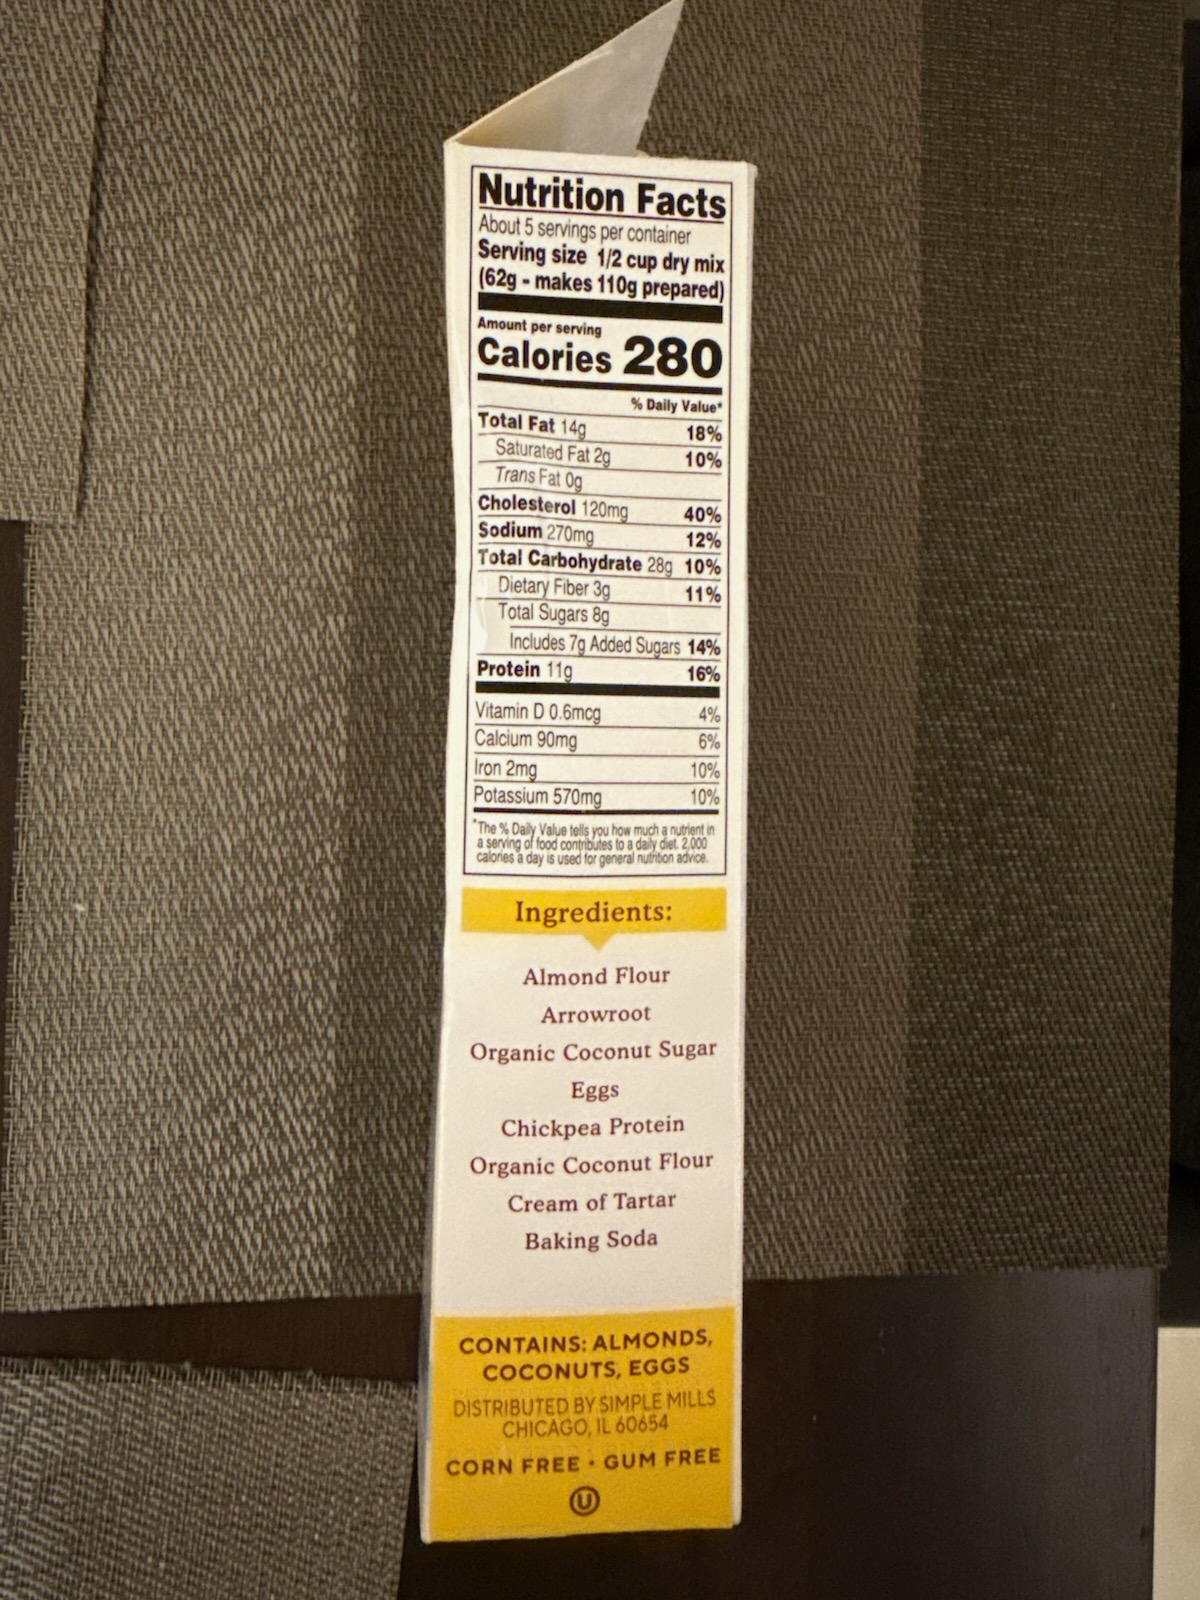 Nutrition Facts
About 5 servings per container
Serving size 1/2 cup dry mix
(62g - makes 110g prepared)
Amount per serving
Calories 280
% Daily Value*
Total Fat 14g 18%
Saturated Fat 2g 10%
Trans Fat 0g
Cholesterol 120mg 40%
Sodium 270mg 12%
Total Carbohydrate 28g 10%
Dietary Fiber 3g 11%
Total Sugars 8g
Includes 7g Added Sugars 14%
Protein 11g 16%
Vitamin D 0.6mcg 4%
Calcium 90mg 6%
Iron 2mg 10%
Potassium 570mg 10%
*The % Daily Value tells you how much a nutrient in
a serving of food contributes to a daily diet. 2,000
calories a day is used for general nutrition advice.
Ingredients:
Almond Flour
Arrowroot
Organic Coconut Sugar
Eggs
Chickpea Protein
Organic Coconut Flour
Cream of Tartar
Baking Soda
CONTAINS: ALMONDS,
COCONUTS, EGGS
DISTRIBUTED BY SIMPLE MILLS
CHICAGO, IL 60654
CORN FREE • GUM FREE
U